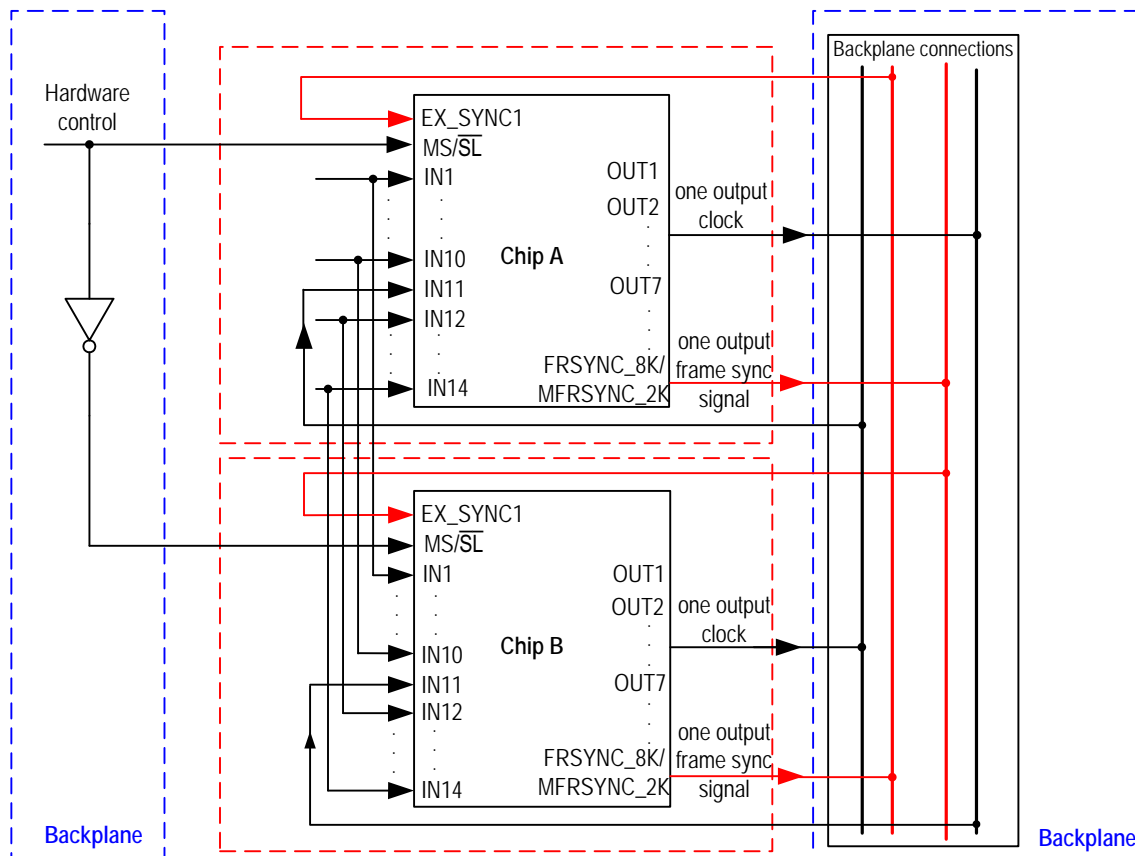 Backplane connections
Hardware
control
EX_SYNC1
MS/SL
IN1
IN10
IN11
IN12
IN14
Chip A
OUT1
OUT2
OUT7
FRSYNC_8K/
MFRSYNC_2K
one output
clock
one output
frame sync
signal
EX_SYNC1
MS/SL
IN1
IN10
IN11
IN12
IN14
Chip B
OUT1
OUT2
OUT7
FRSYNC_8K/
MFRSYNC_2K
one output
clock
one output
frame sync
signal
Backplane
Backplane